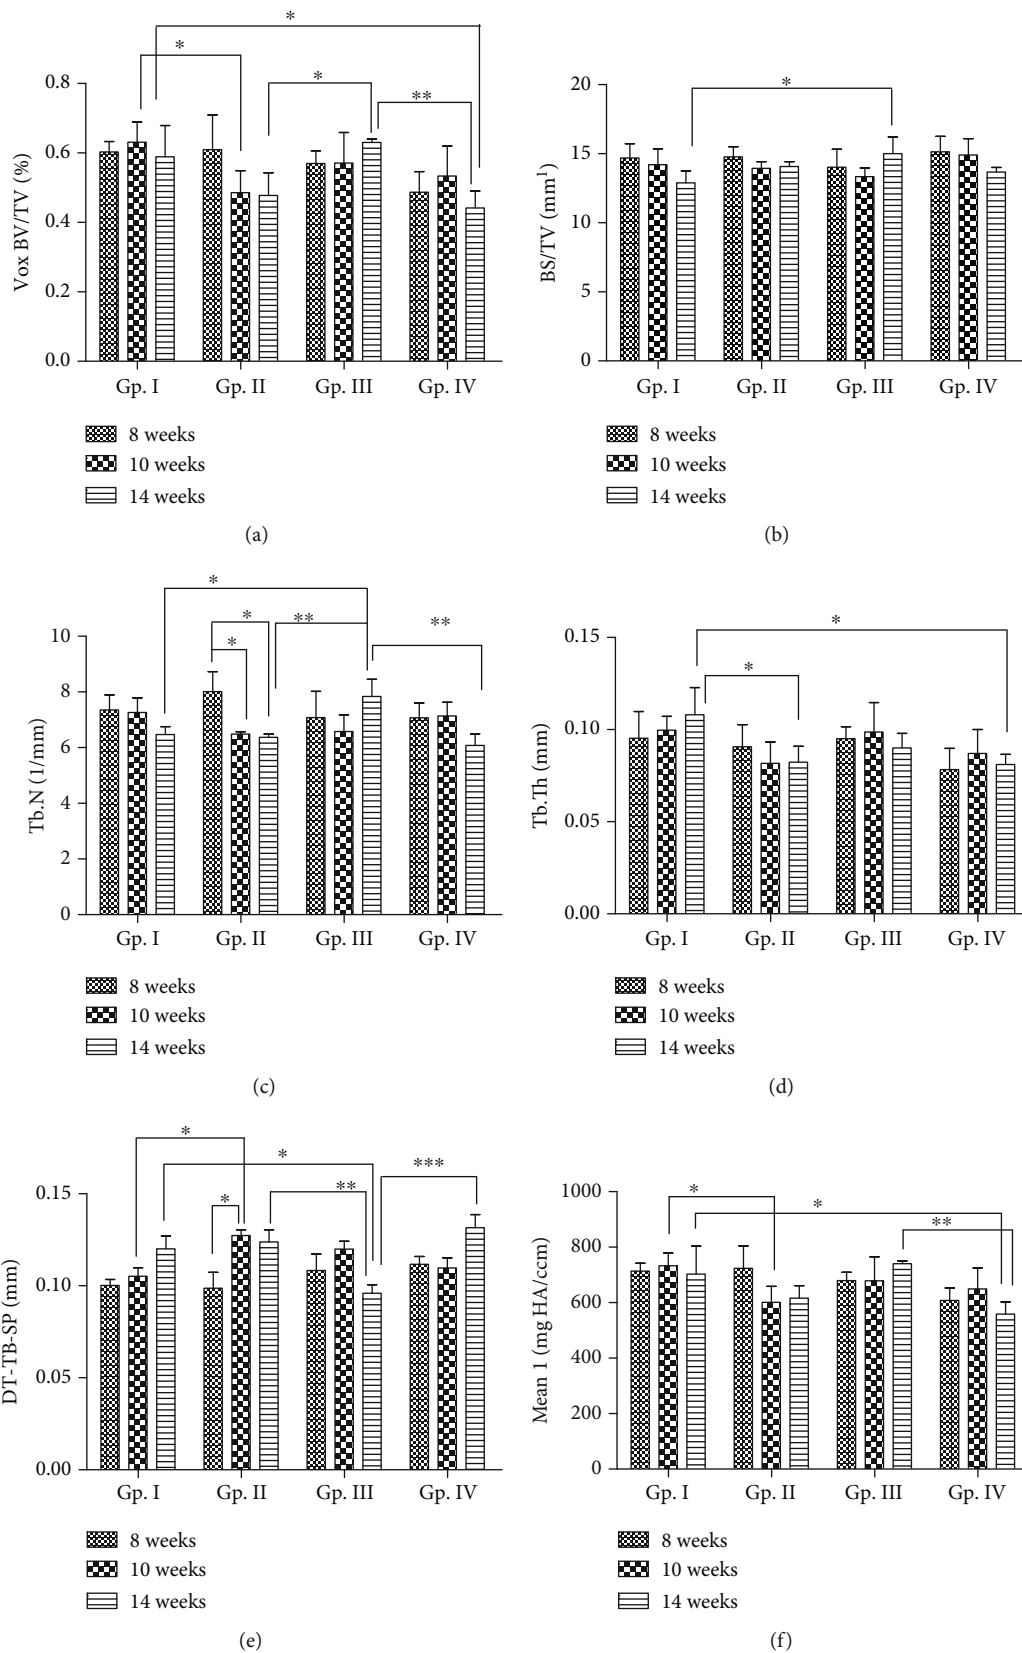 *
*
*
**
Vox BV/TV (%)
0.8
0.6
0.4
0.2
0.0
Gp. I Gp. II Gp. III Gp. IV
8 weeks
10 weeks
14 weeks
(a)
*
BS/TV (mm¹)
20
15
10
5
0
Gp. I Gp. II Gp. III Gp. IV
8 weeks
10 weeks
14 weeks
(b)
*
* ** **
*
Tb.N (1/mm)
10
8
6
4
2
0
Gp. I Gp. II Gp. III Gp. IV
8 weeks
10 weeks
14 weeks
(c)
*
*
Tb.Th (mm)
0.15
0.10
0.05
0.00
Gp. I Gp. II Gp. III Gp. IV
8 weeks
10 weeks
14 weeks
(d)
*
* ***
* **
DT-TB-SP (mm)
0.15
0.10
0.05
0.00
Gp. I Gp. II Gp. III Gp. IV
8 weeks
10 weeks
14 weeks
(e)
*
*
**
Mean 1 (mg HA/ccm)
1000
800
600
400
200
0
Gp. I Gp. II Gp. III Gp. IV
8 weeks
10 weeks
14 weeks
(f)